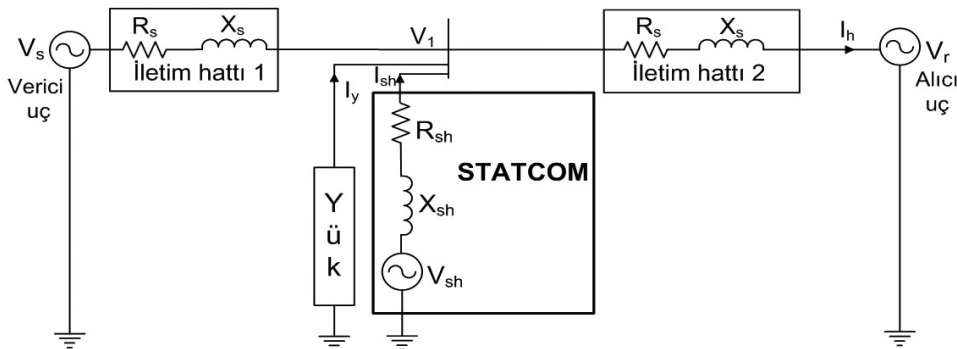 Vs
Verici
uç
Rs
Xs
İletim hattı 1
V1
Iy
Ish
Y
ü
k
Rsh
Xsh
Vsh
STATCOM
Rs
Xs
İletim hattı 2
Ih
Vr
Alıcı
uç